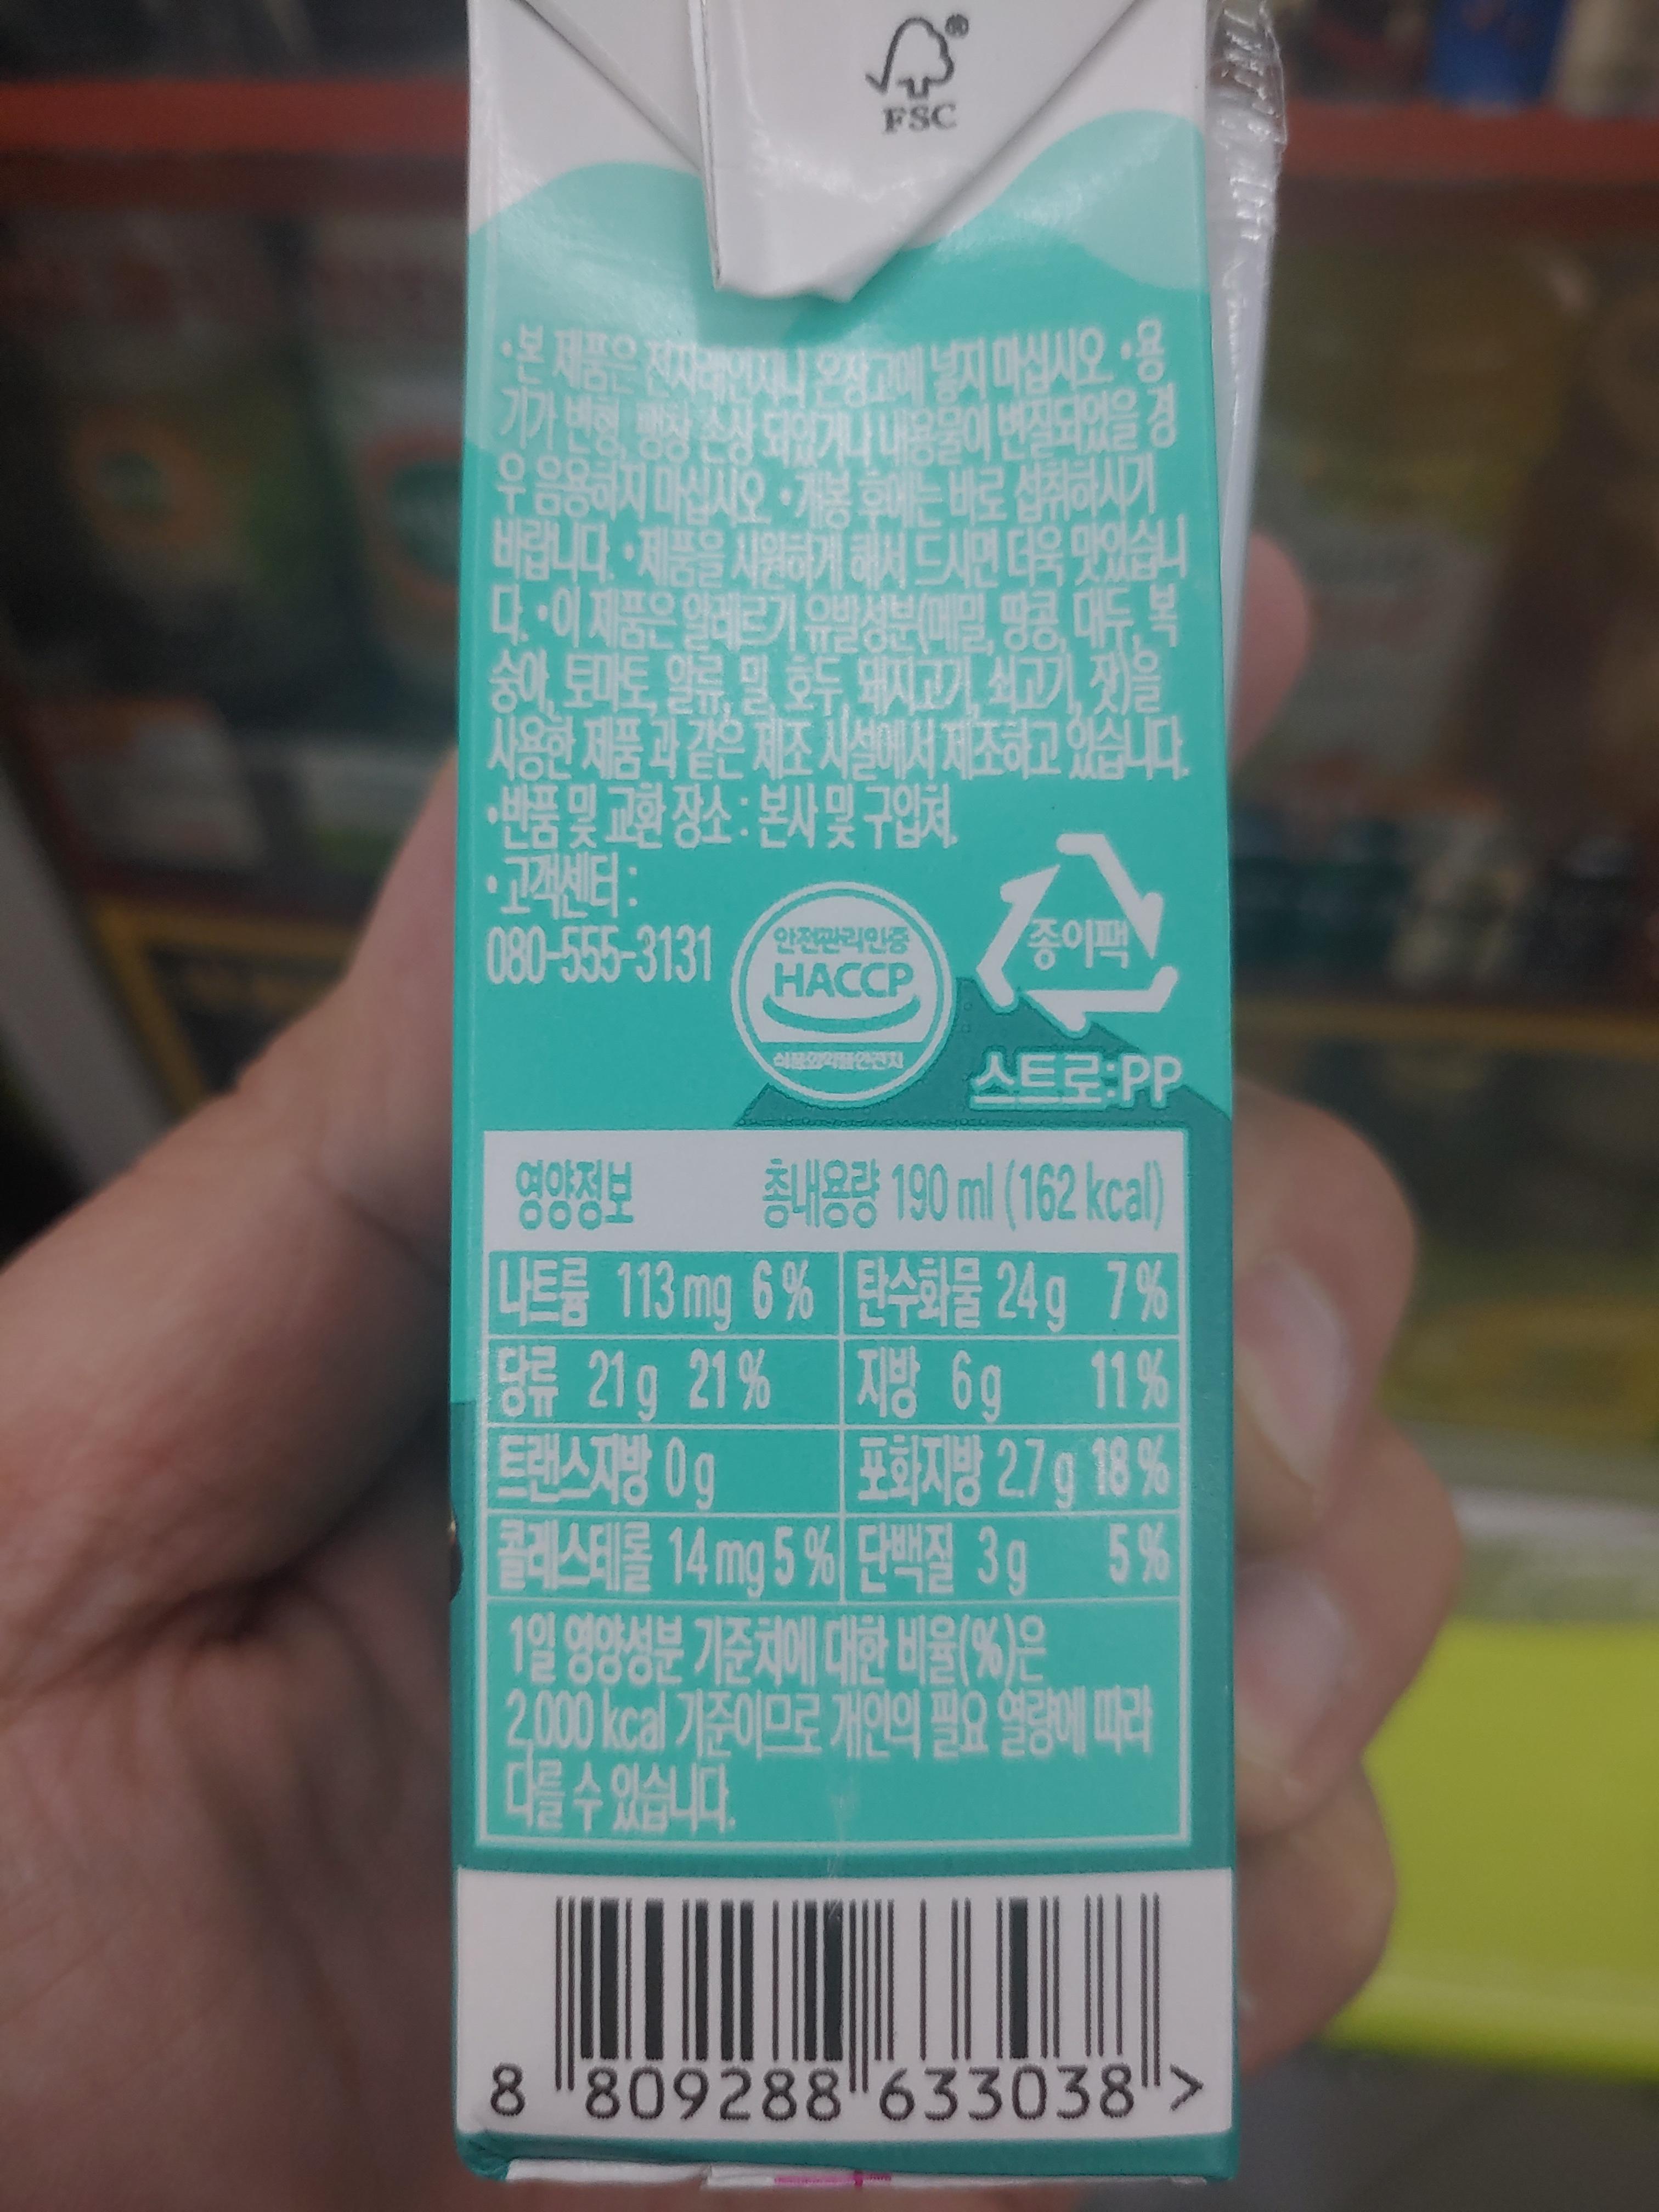 FSC
•본 제품은 전자레인지나 온장고에 넣지 마십시오. •용
기가 변형, 팽창, 손상 되었거나 내용물이 변질되었을 경
우 음용하지 마십시오. •개봉 후에는 바로 섭취하시기
바랍니다. •제품을 시원하게 해서 드시면 더욱 맛있습니
다. •이 제품은 알레르기 유발성분(메밀, 땅콩, 대두, 복
숭아, 토마토, 알류, 밀, 호두, 돼지고기, 쇠고기, 잣)을
사용한 제품과 같은 제조 시설에서 제조하고 있습니다.
•반품 및 교환 장소 : 본사 및 구입처.
•고객센터 :
080-555-3131
안전관리인증
HACCP
식품의약품안전처
종이팩
스트로:PP
영양정보 총내용량 190 ml (162 kcal)
나트륨 113 mg 6 % 탄수화물 24 g 7 %
당류 21 g 21 % 지방 6 g 11 %
트랜스지방 0 g 포화지방 2.7 g 18 %
콜레스테롤 14 mg 5 % 단백질 3 g 5 %
1일 영양성분 기준치에 대한 비율(%)은
2,000 kcal 기준이므로 개인의 필요 열량에 따라
다를 수 있습니다.
8 809288 633038 >